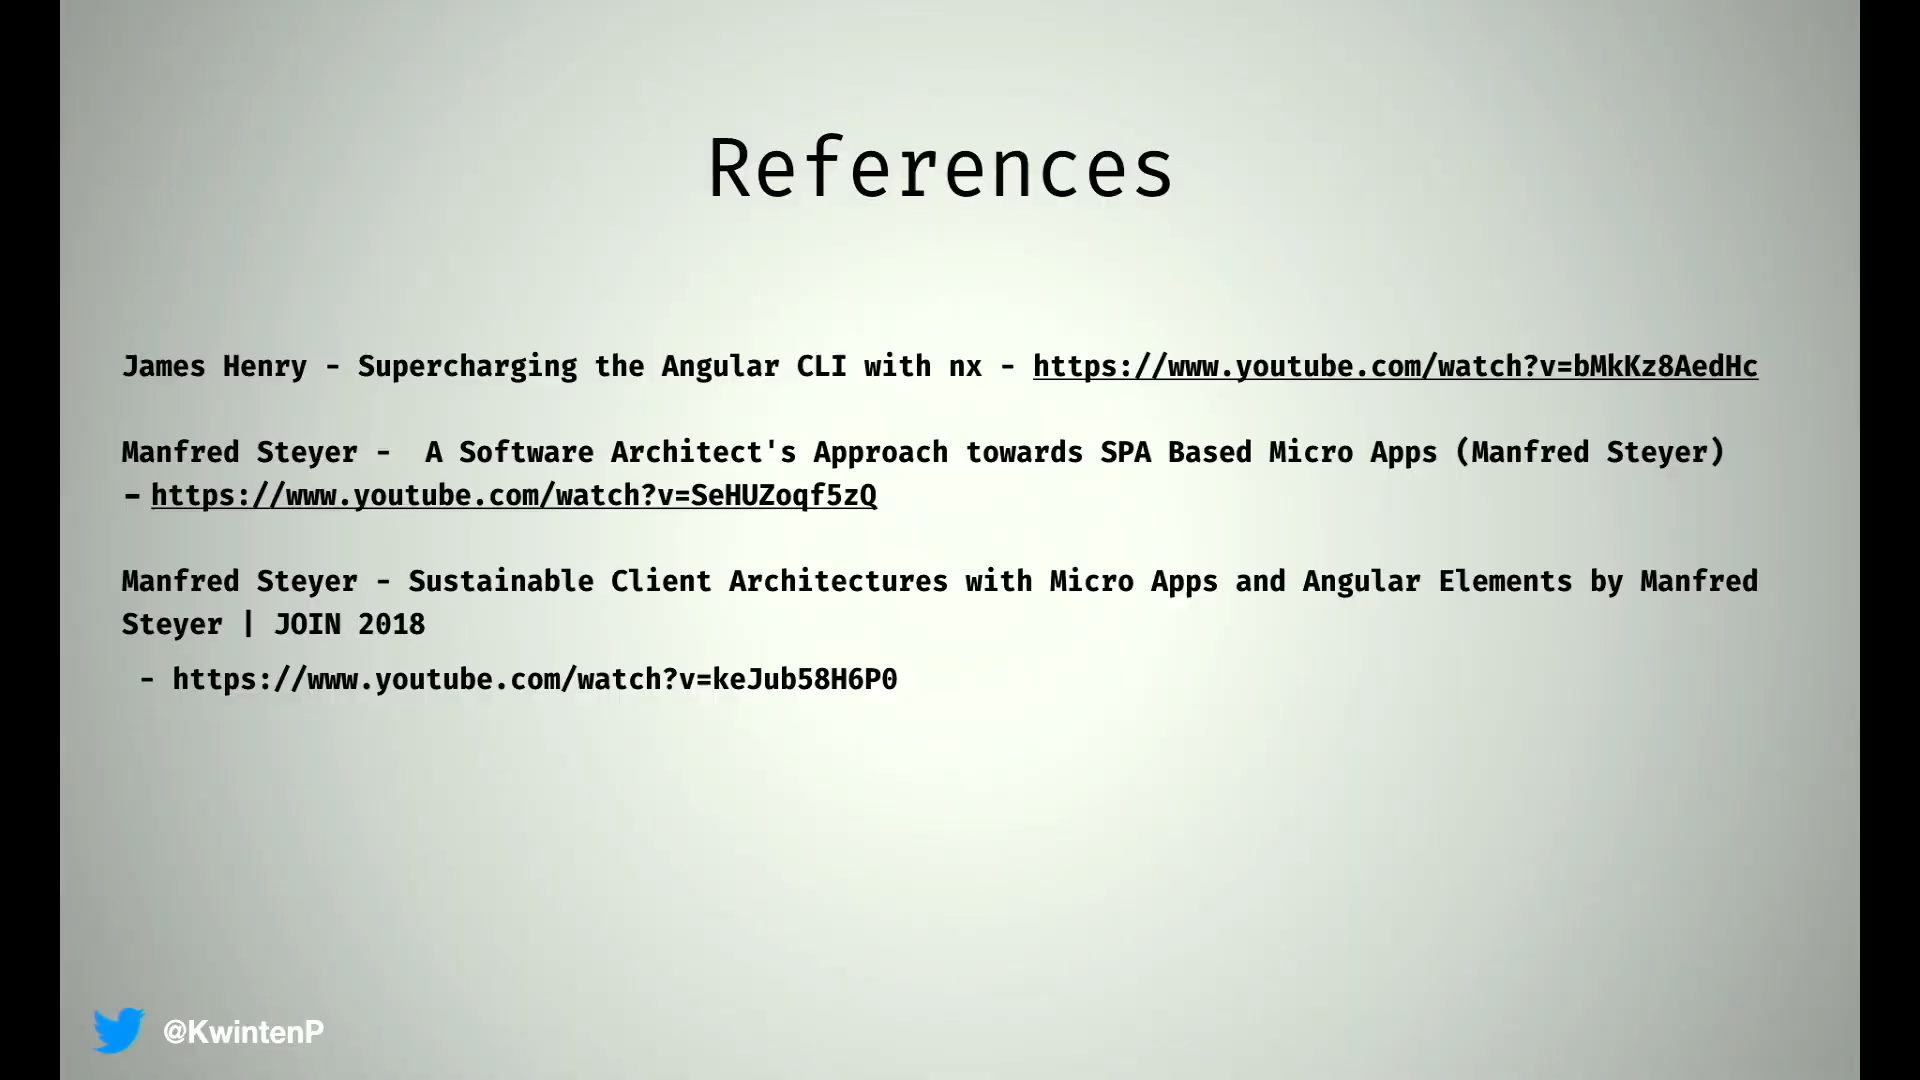 References
James Henry - Supercharging the Angular CLI with nx - https://www.youtube.com/watch?v=bMkKz8AedHc
Manfred Steyer -  A Software Architect's Approach towards SPA Based Micro Apps (Manfred Steyer)
- https://www.youtube.com/watch?v=SeHUZoqf5zQ
Manfred Steyer - Sustainable Client Architectures with Micro Apps and Angular Elements by Manfred
Steyer | JOIN 2018
- https://www.youtube.com/watch?v=keJub58H6P0
@KwintenP